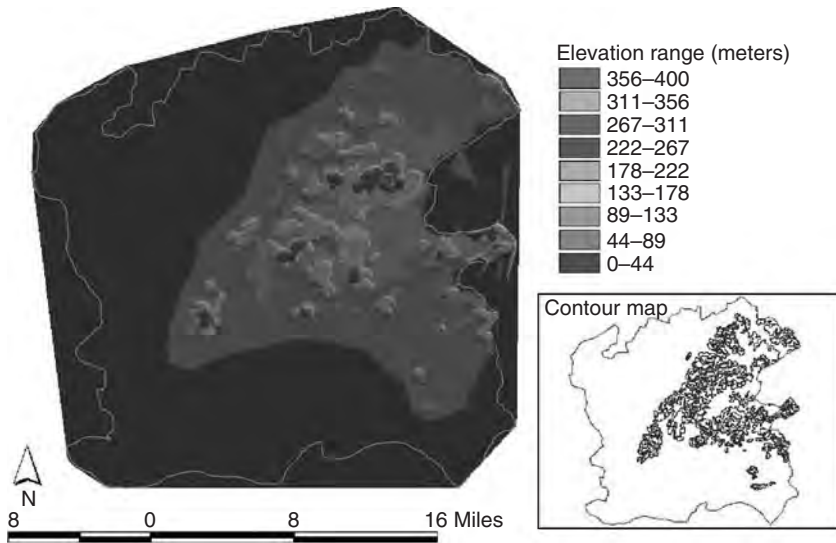 Elevation range (meters)
356–400
311–356
267–311
222–267
178–222
133–178
89–133
44–89
0–44
Contour map
N
8 0 8 16 Miles